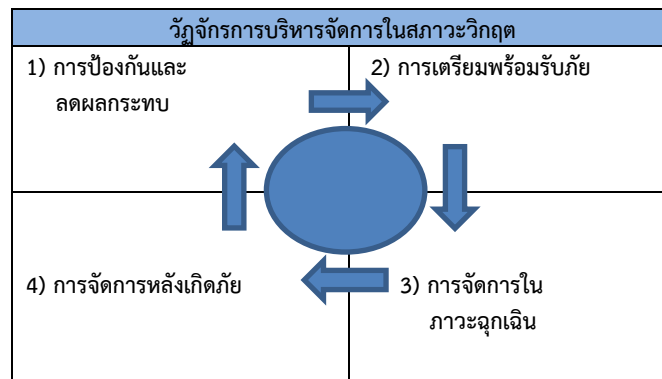 วัฏจักรการบริหารจัดการในสภาวะวิกฤต
1) การป้องกันและ
ลดผลกระทบ
2) การเตรียมพร้อมรับภัย
4) การจัดการหลังเกิดภัย
3) การจัดการใน
ภาวะฉุกเฉิน